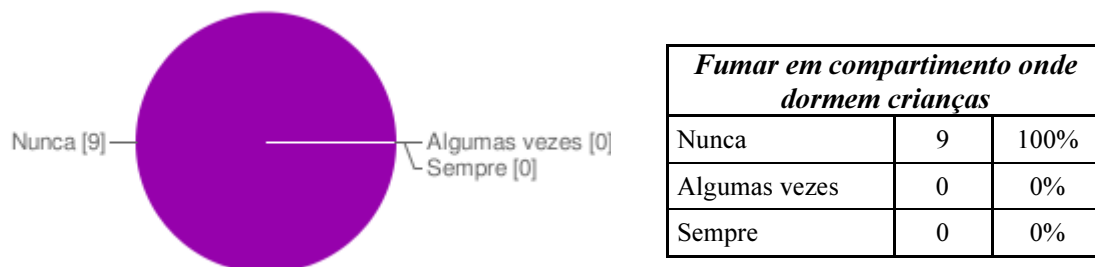 Nunca [9]
Algumas vezes [0]
Sempre [0]
Fumar em compartimento onde
dormem crianças
Nunca 9 100%
Algumas vezes 0 0%
Sempre 0 0%